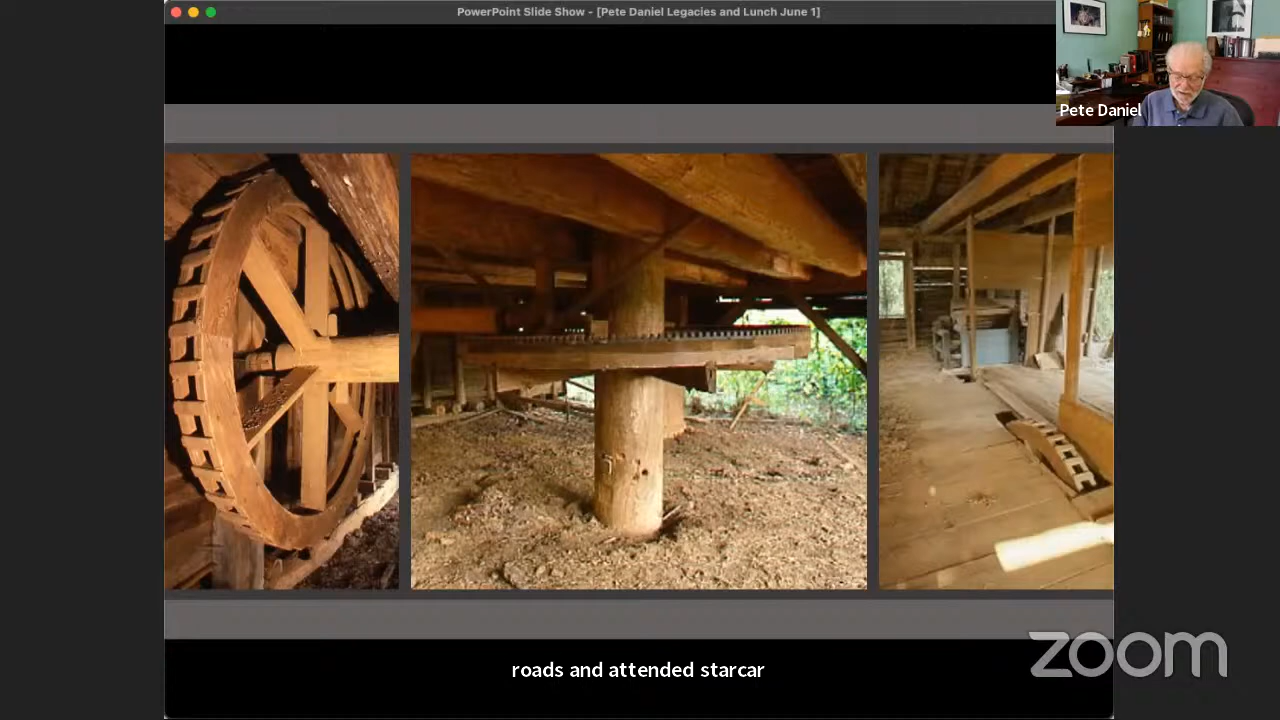 PowerPoint Slide Show - [Pete Daniel Legacies and Lunch June 1]
Pete Daniel
roads and attended starcar
zoom